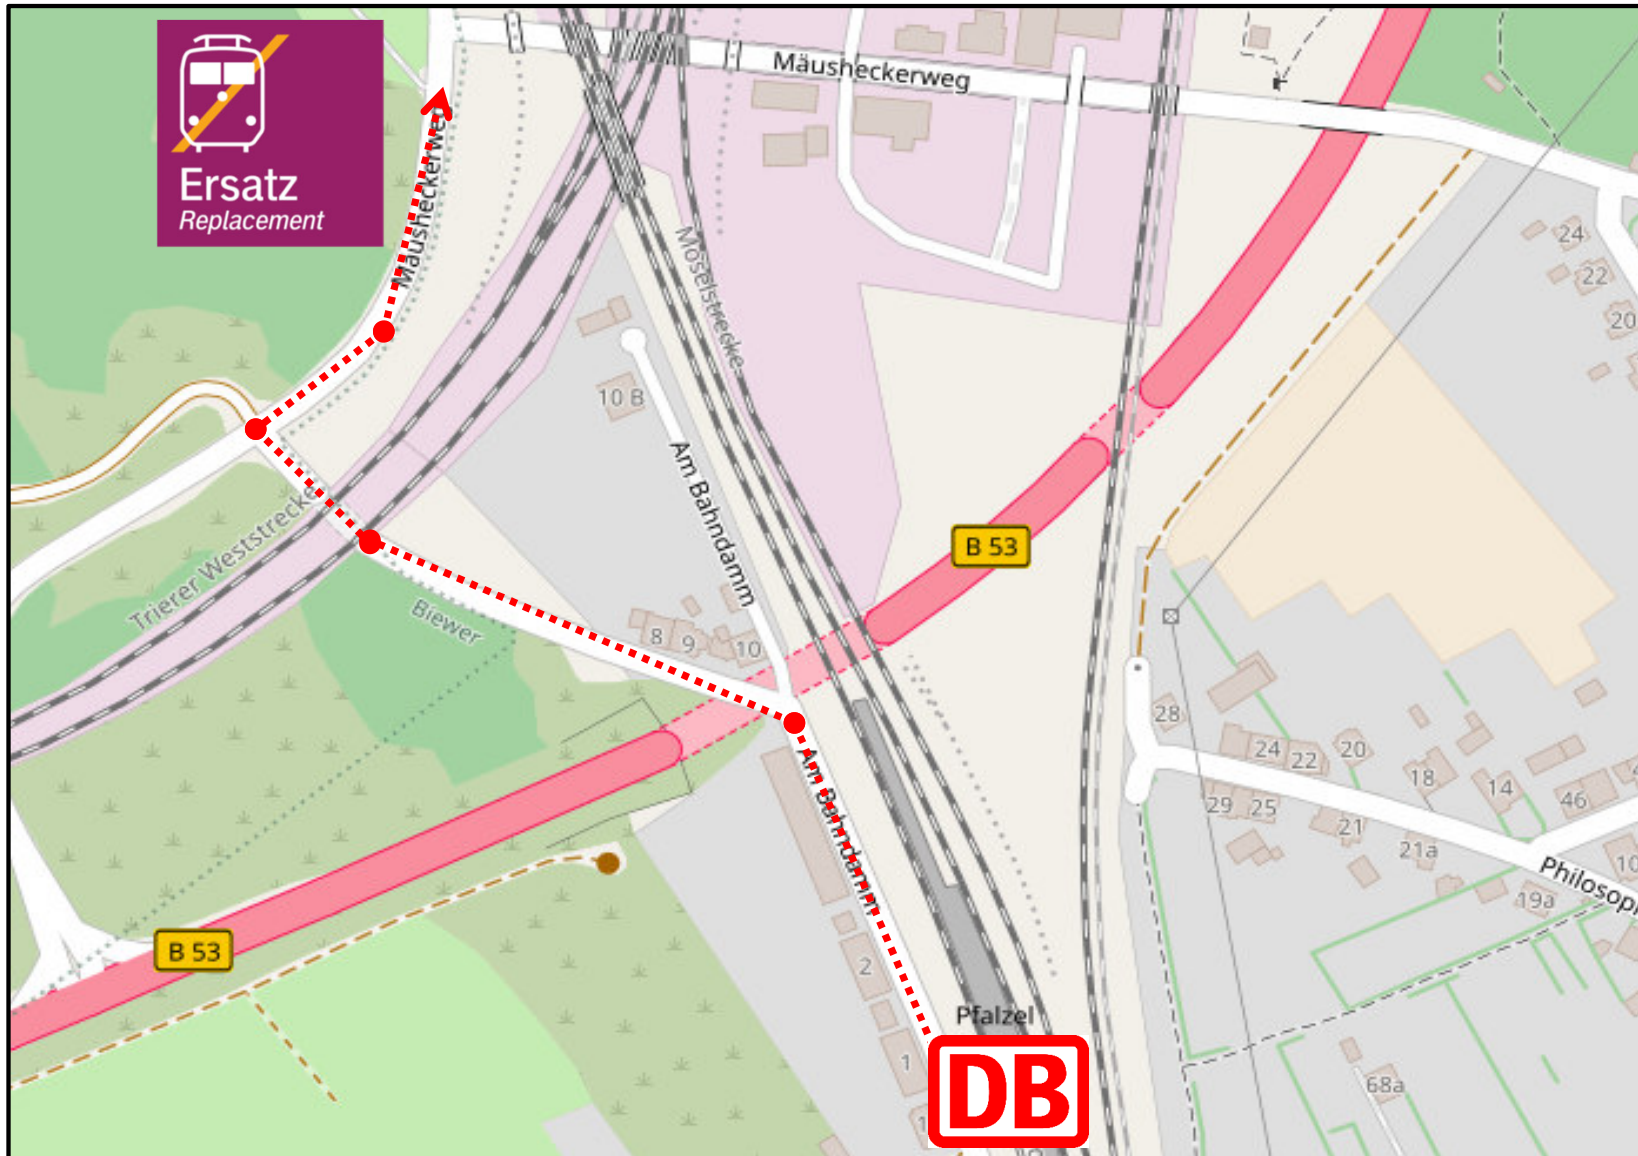 Ersatz
Replacement
Mäusheckerweg
Mäusheckerweg
Moselstrecke
24
22
20
10 B
Am Bahndamm
B 53
Trierer Weststrecke
Biewer
8
9
10
28
24
22
20
18
14
46
29
25
21
21a
10
Am Bahndamm
19a
B 53
2
Pfalzel
1
DB
68a